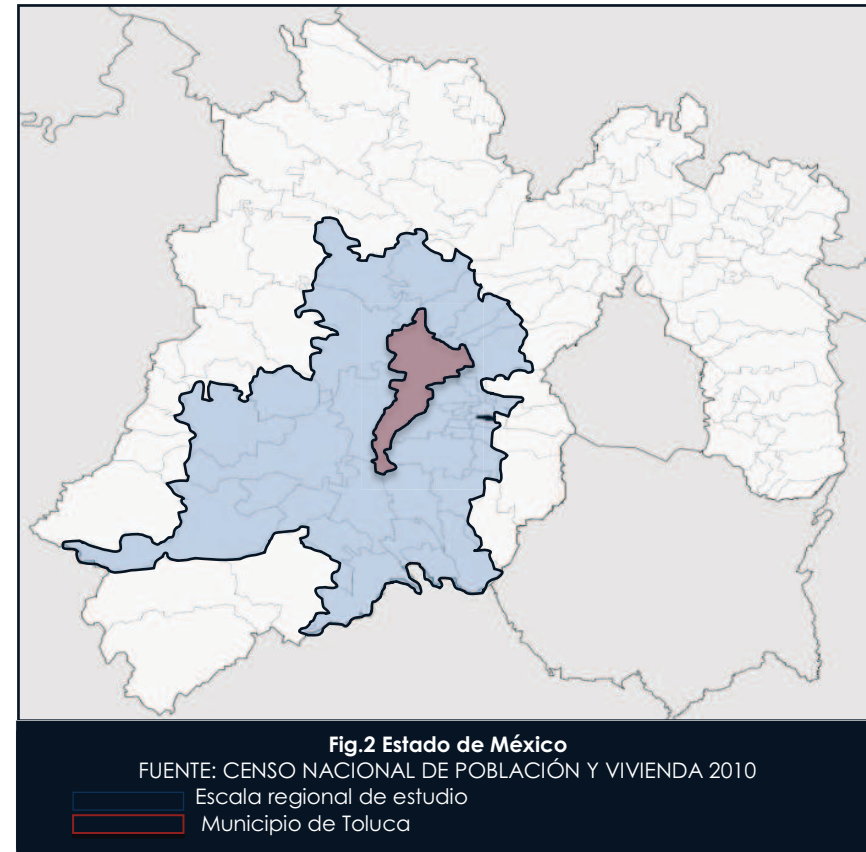 Fig.2 Estado de México
FUENTE: CENSO NACIONAL DE POBLACIÓN Y VIVIENDA 2010
Escala regional de estudio
Municipio de Toluca